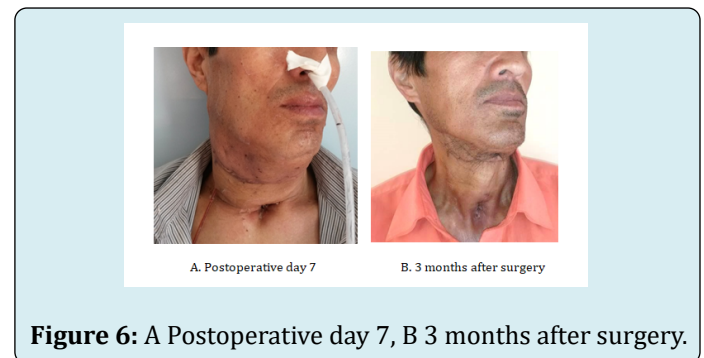 A. Postoperative day 7
B. 3 months after surgery
Figure 6: A Postoperative day 7, B 3 months after surgery.